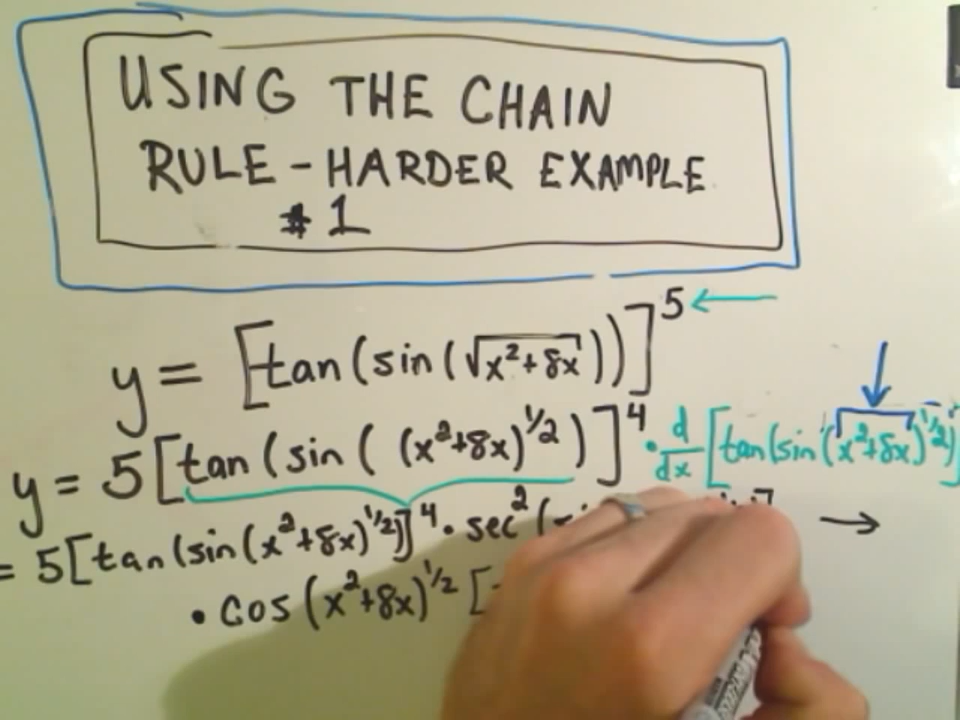 USING THE CHAIN
RULE - HARDER EXAMPLE
#1
y = [tan(sin(√x²+8x))]⁵ ←
y = 5[tan(sin((x²+8x)^1/2)]⁴ · d/dx [tan(sin(x²+8x)^1/2)]
= 5[tan(sin(x²+8x)^1/2)]⁴ · sec²( →
· cos(x²+8x)^1/2 [